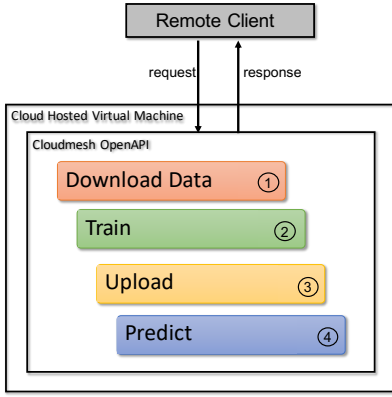 Remote Client
request
response
Cloud Hosted Virtual Machine
Cloudmesh OpenAPI
Download Data 1
Train 2
Upload 3
Predict 4